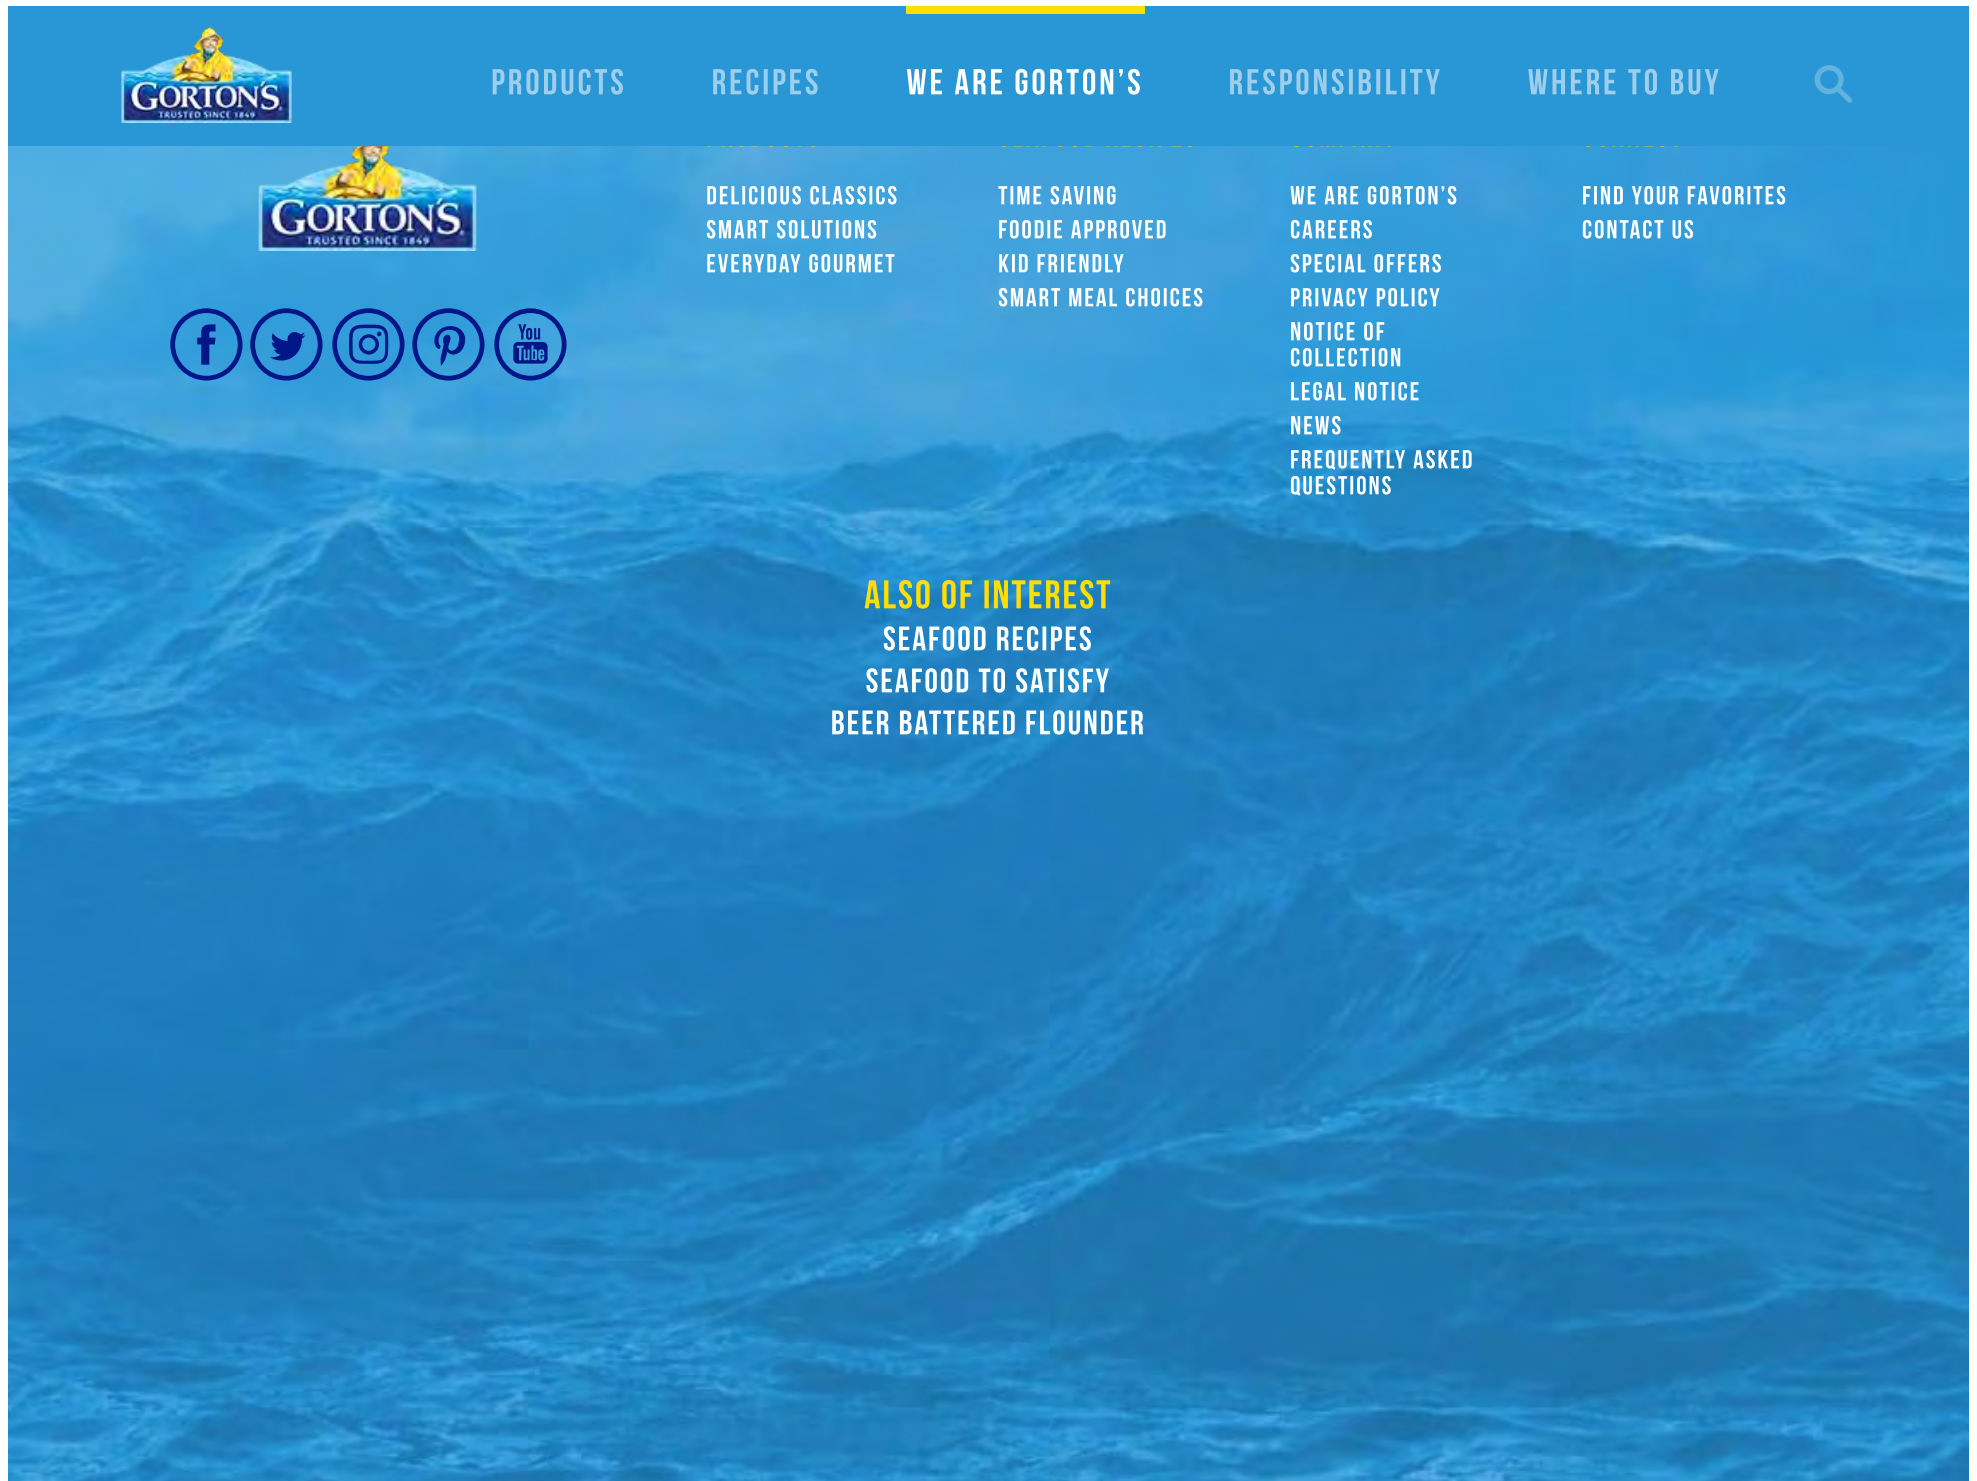 GORTON'S
TRUSTED SINCE 1849
PRODUCTS
RECIPES
WE ARE GORTON'S
RESPONSIBILITY
WHERE TO BUY
GORTON'S
TRUSTED SINCE 1849
You
Tube
DELICIOUS CLASSICS
SMART SOLUTIONS
EVERYDAY GOURMET
TIME SAVING
FOODIE APPROVED
KID FRIENDLY
SMART MEAL CHOICES
WE ARE GORTON'S
CAREERS
SPECIAL OFFERS
PRIVACY POLICY
NOTICE OF
COLLECTION
LEGAL NOTICE
NEWS
FREQUENTLY ASKED
QUESTIONS
FIND YOUR FAVORITES
CONTACT US
ALSO OF INTEREST
SEAFOOD RECIPES
SEAFOOD TO SATISFY
BEER BATTERED FLOUNDER